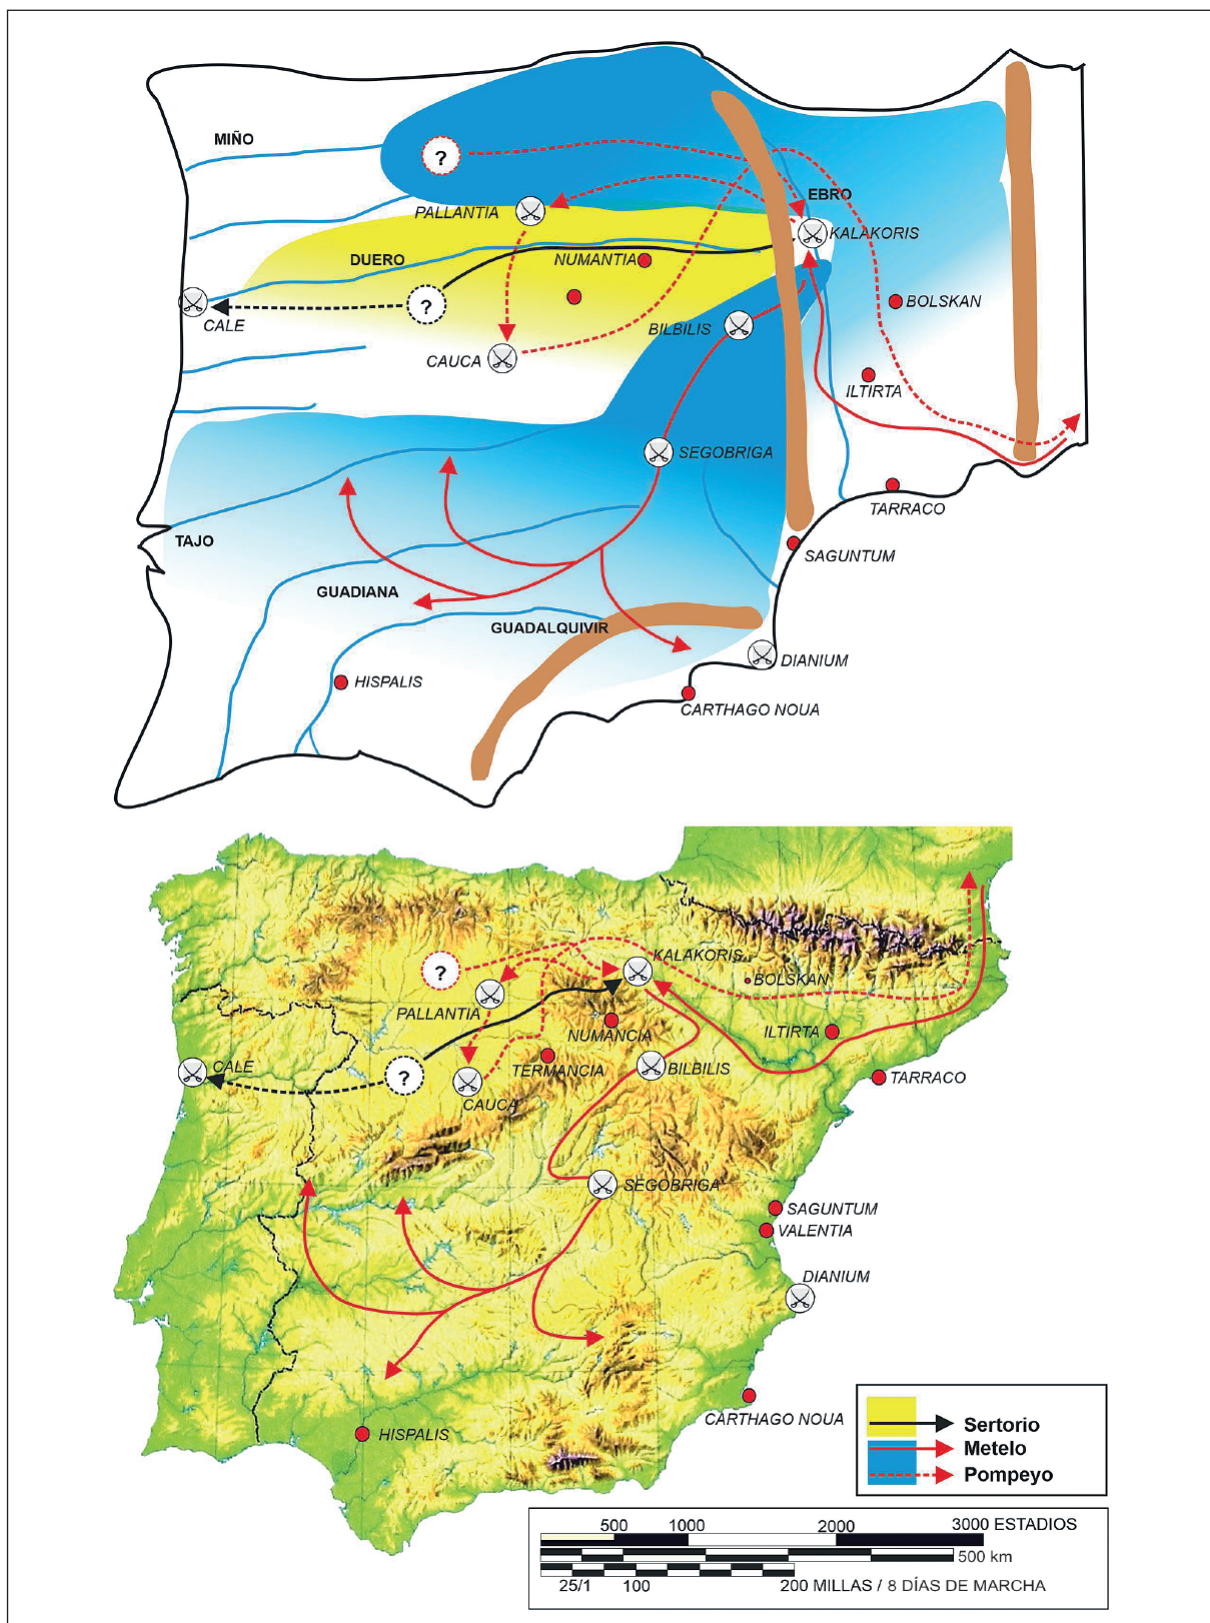 MIÑO
?
PALLANTIA
EBRO
KALAKORIS
DUERO
NUMANTIA
?
CALE
BOLSKAN
BILBILIS
CAUCA
ILTIRTA
SEGOBRIGA
TARRACO
TAJO
SAGUNTUM
GUADIANA
GUADALQUIVIR
DIANIUM
HISPALIS
CARTHAGO NOUA
KALAKORIS
?
BOLSKAN
PALLANTIA
NUMANCIA
ILTIRTA
CALE
?
TERMANCIA
BILBILIS
TARRACO
CAUCA
SEGOBRIGA
SAGUNTUM
VALENTIA
DIANIUM
CARTHAGO NOUA
HISPALIS
Sertorio
Metelo
Pompeyo
500 1000 2000 3000 ESTADIOS
500 km
25/1 100 200 MILLAS / 8 DÍAS DE MARCHA